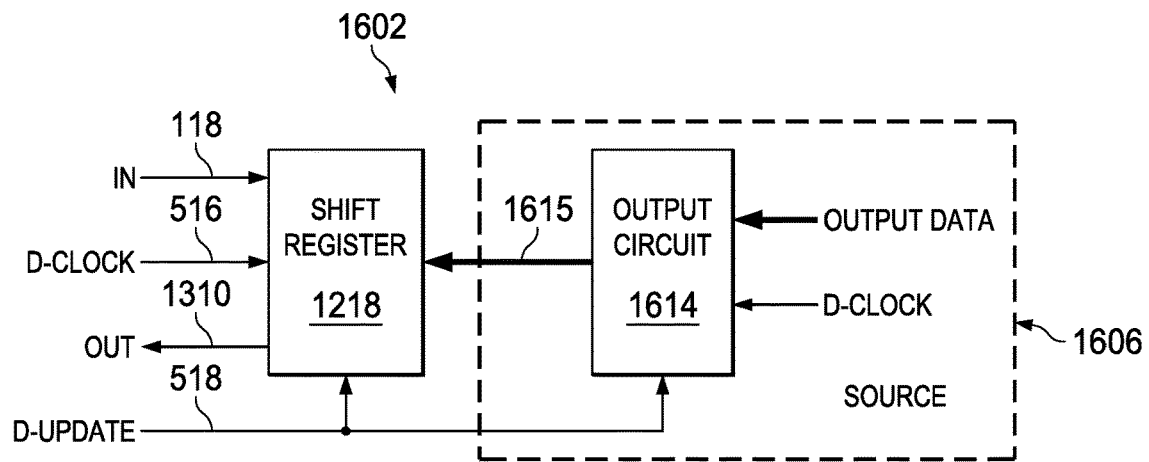 1602
118
IN
516
D-CLOCK
1310
OUT
518
D-UPDATE
SHIFT
REGISTER
1218
1615
OUTPUT
CIRCUIT
1614
OUTPUT DATA
D-CLOCK
1606
SOURCE